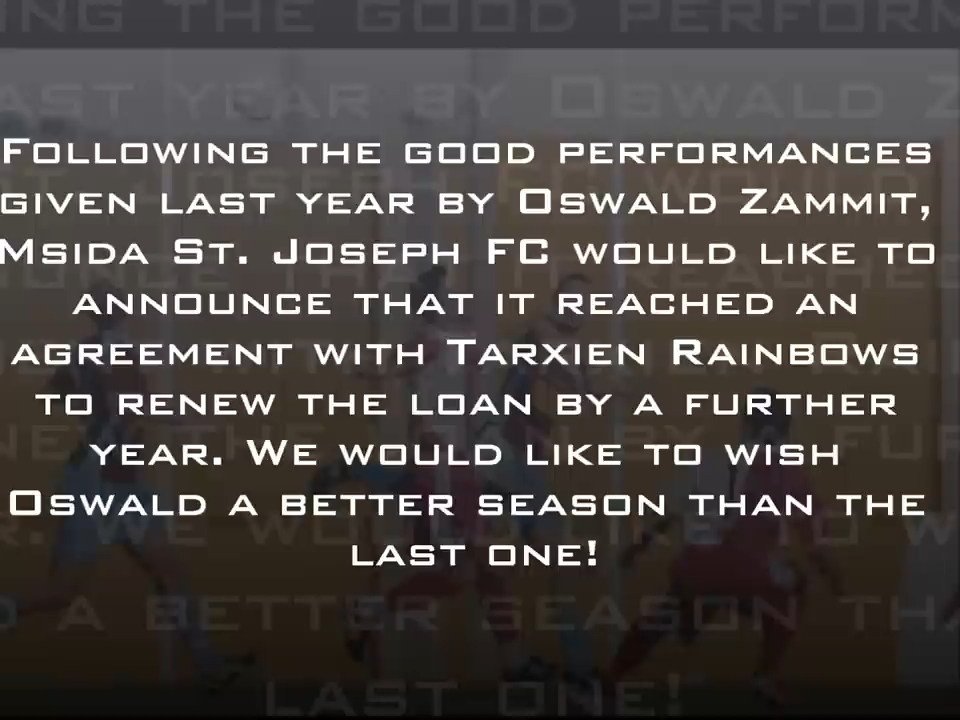 Following the good performances
given last year by Oswald Zammit,
Msida St. Joseph FC would like to
announce that it reached an
agreement with Tarxien Rainbows
to renew the loan by a further
year. We would like to wish
Oswald a better season than the
last one!